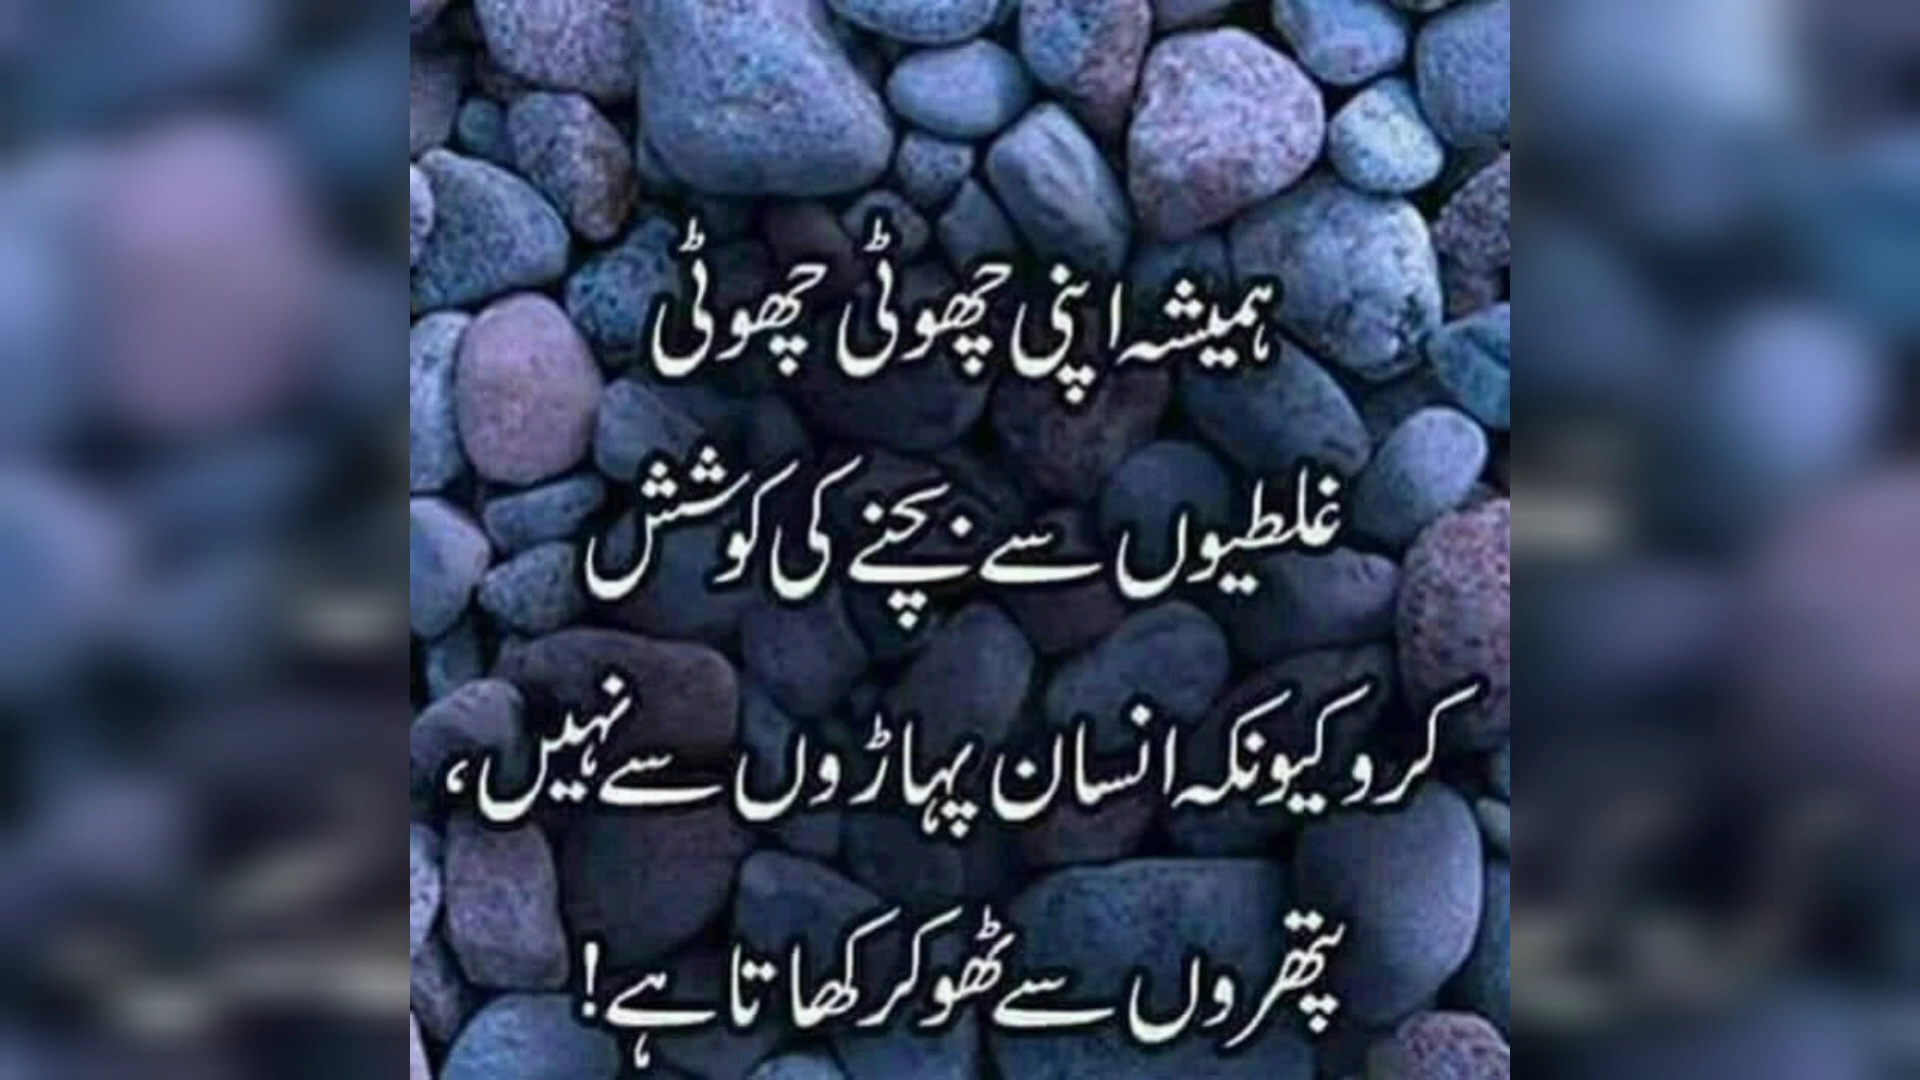 ہمیشہ اپنی چھوٹی چھوٹی
غلطیوں سے بچنے کی کوشش
کرو کیونکہ انسان پہاڑوں سے نہیں،
پتھروں سے ٹھوکر کھاتا ہے!